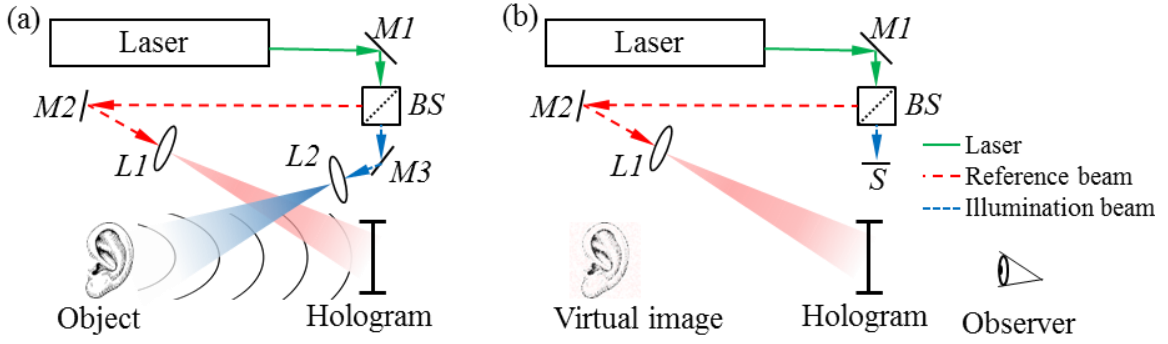 (a)
Laser
M1
M2
BS
L1
L2
M3
Object
Hologram
(b)
Laser
M1
M2
BS
L1
S
Laser
Reference beam
Illumination beam
Virtual image
Hologram
Observer